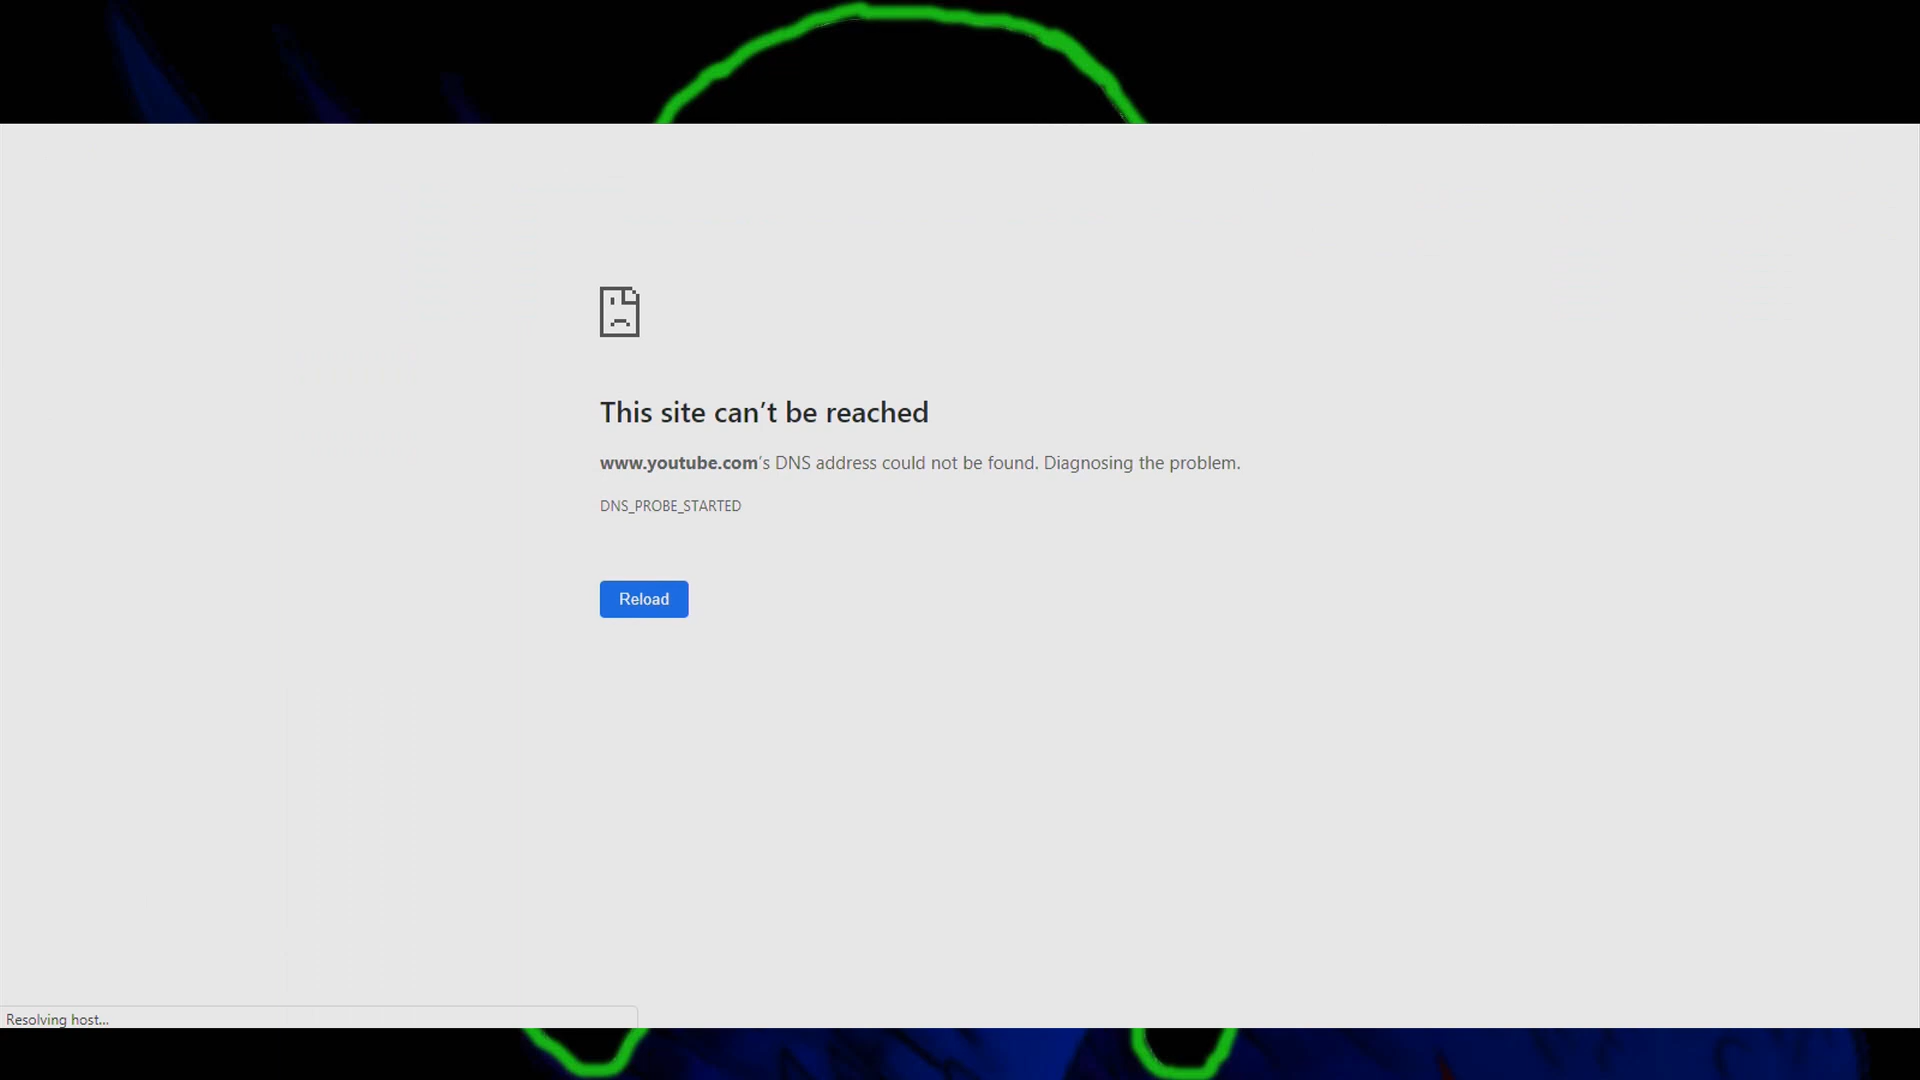 This site can’t be reached
www.youtube.com’s DNS address could not be found. Diagnosing the problem.
DNS_PROBE_STARTED
Reload
Resolving host...